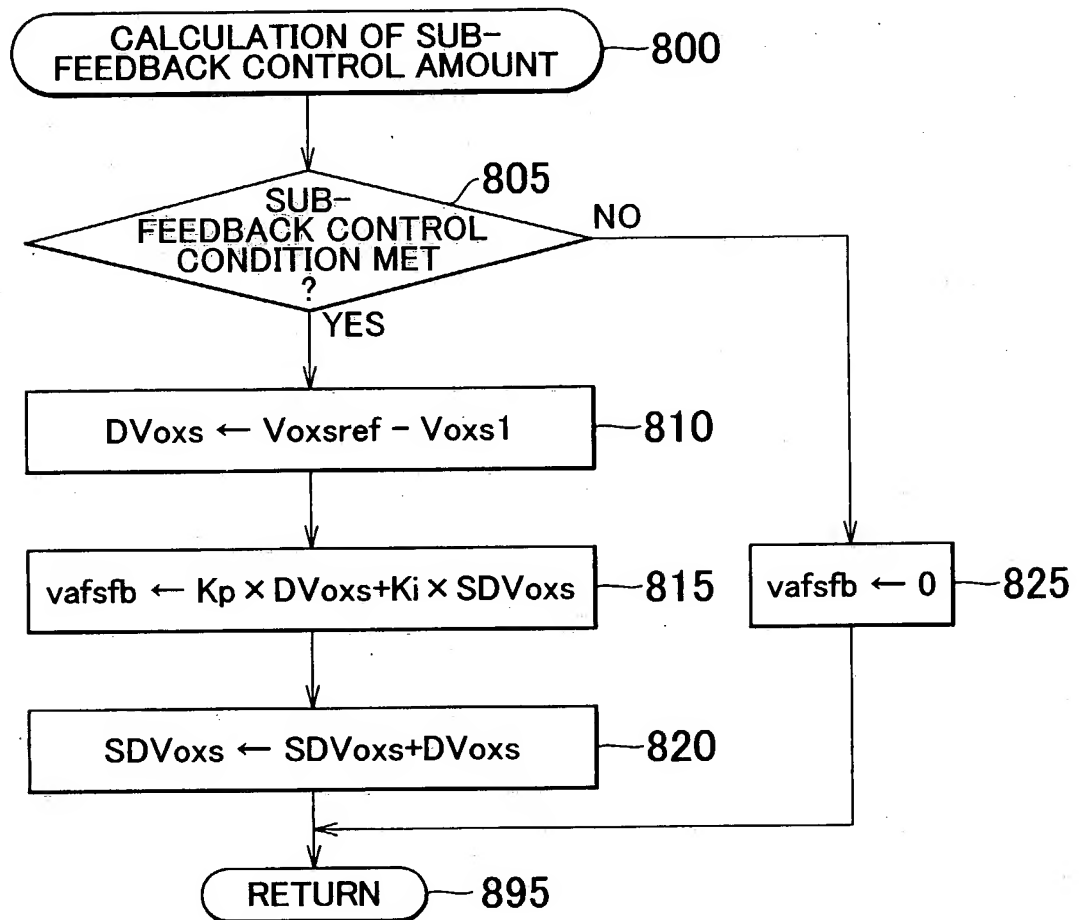 CALCULATION OF SUB-
FEEDBACK CONTROL AMOUNT
800
805
SUB-
FEEDBACK CONTROL
CONDITION MET
?
NO
YES
DVoxs ← Voxsref − Voxs1
810
vafsfb ← Kp × DVoxs+Ki × SDVoxs
815
vafsfb ← 0
825
SDVoxs ← SDVoxs+DVoxs
820
RETURN
895